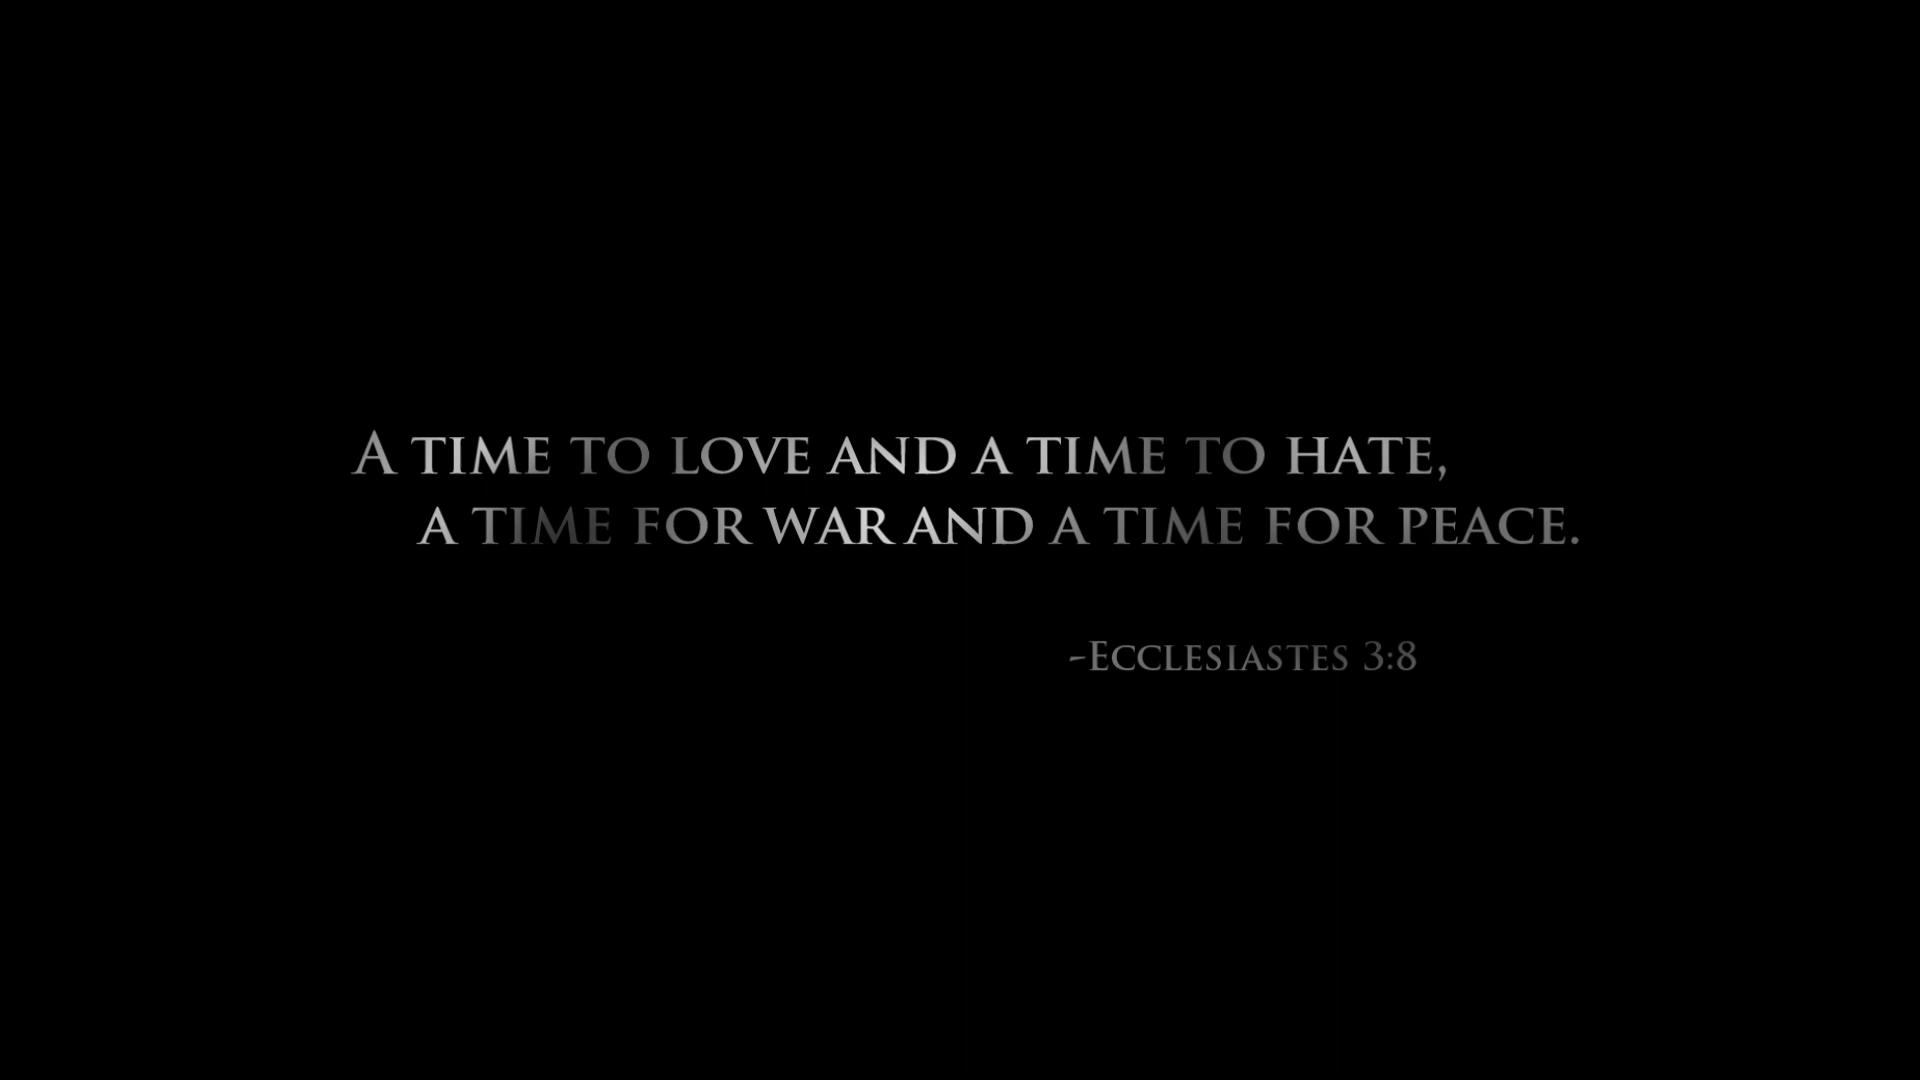 A TIME TO LOVE AND A TIME TO HATE,
A TIME FOR WAR AND A TIME FOR PEACE.
-ECCLESIASTES 3:8